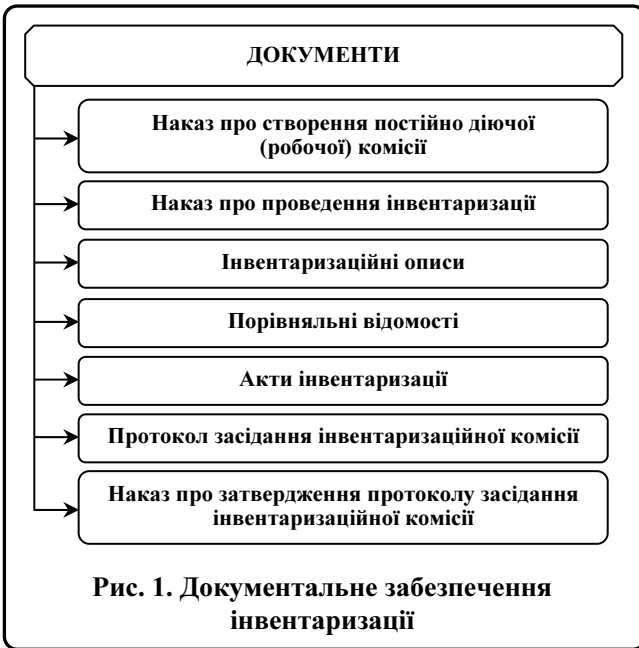 ДОКУМЕНТИ
Наказ про створення постійно діючої
(робочої) комісії
Наказ про проведення інвентаризації
Інвентаризаційні описи
Порівняльні відомості
Акти інвентаризації
Протокол засідання інвентаризаційної комісії
Наказ про затвердження протоколу засідання
інвентаризаційної комісії
Рис. 1. Документальне забезпечення
інвентаризації